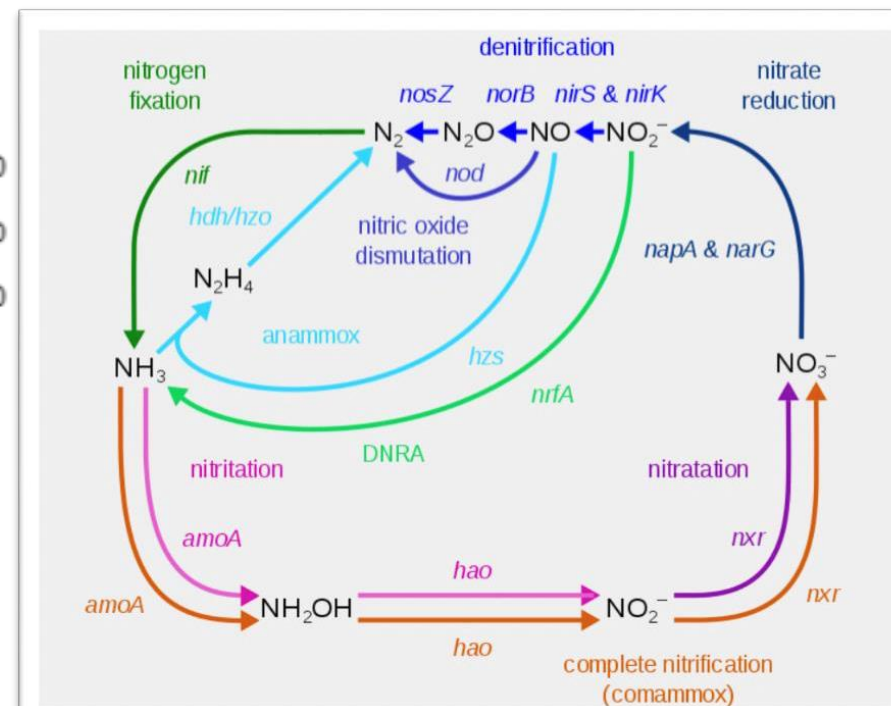 denitrification
nitrogen
fixation
nitrate
reduction
nosZ norB nirS & nirK
N₂ N₂O NO NO₂⁻
nif
nod
hdh/hzo
nitric oxide
dismutation
napA & narG
N₂H₄
anammox
hzs
NH₃
NO₃⁻
nrfA
DNRA
nitritation
nitratation
amoA
nxr
hao
amoA
NH₂OH
NO₂⁻
nxr
hao
complete nitrification
(comammox)